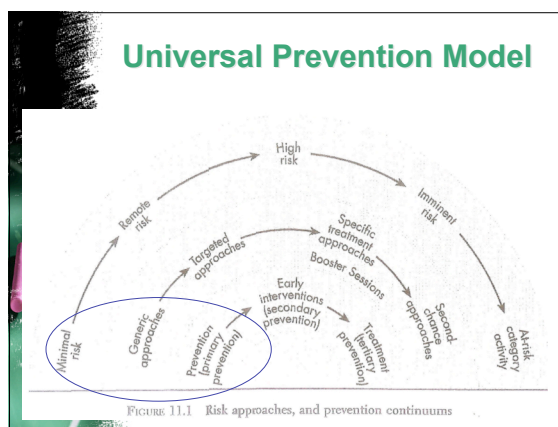 Universal Prevention Model
High
risk
Remote
risk
Imminent
risk
Targeted
approaches
Specific
treatment
approaches
Booster Sessions
Early
interventions
(secondary
prevention)
Minimal
risk
Generic
approaches
Prevention
(primary
prevention)
Treatment
(tertiary
prevention)
Second-
chance
approaches
At-risk
category
activity
FIGURE 11.1 Risk approaches, and prevention continuums